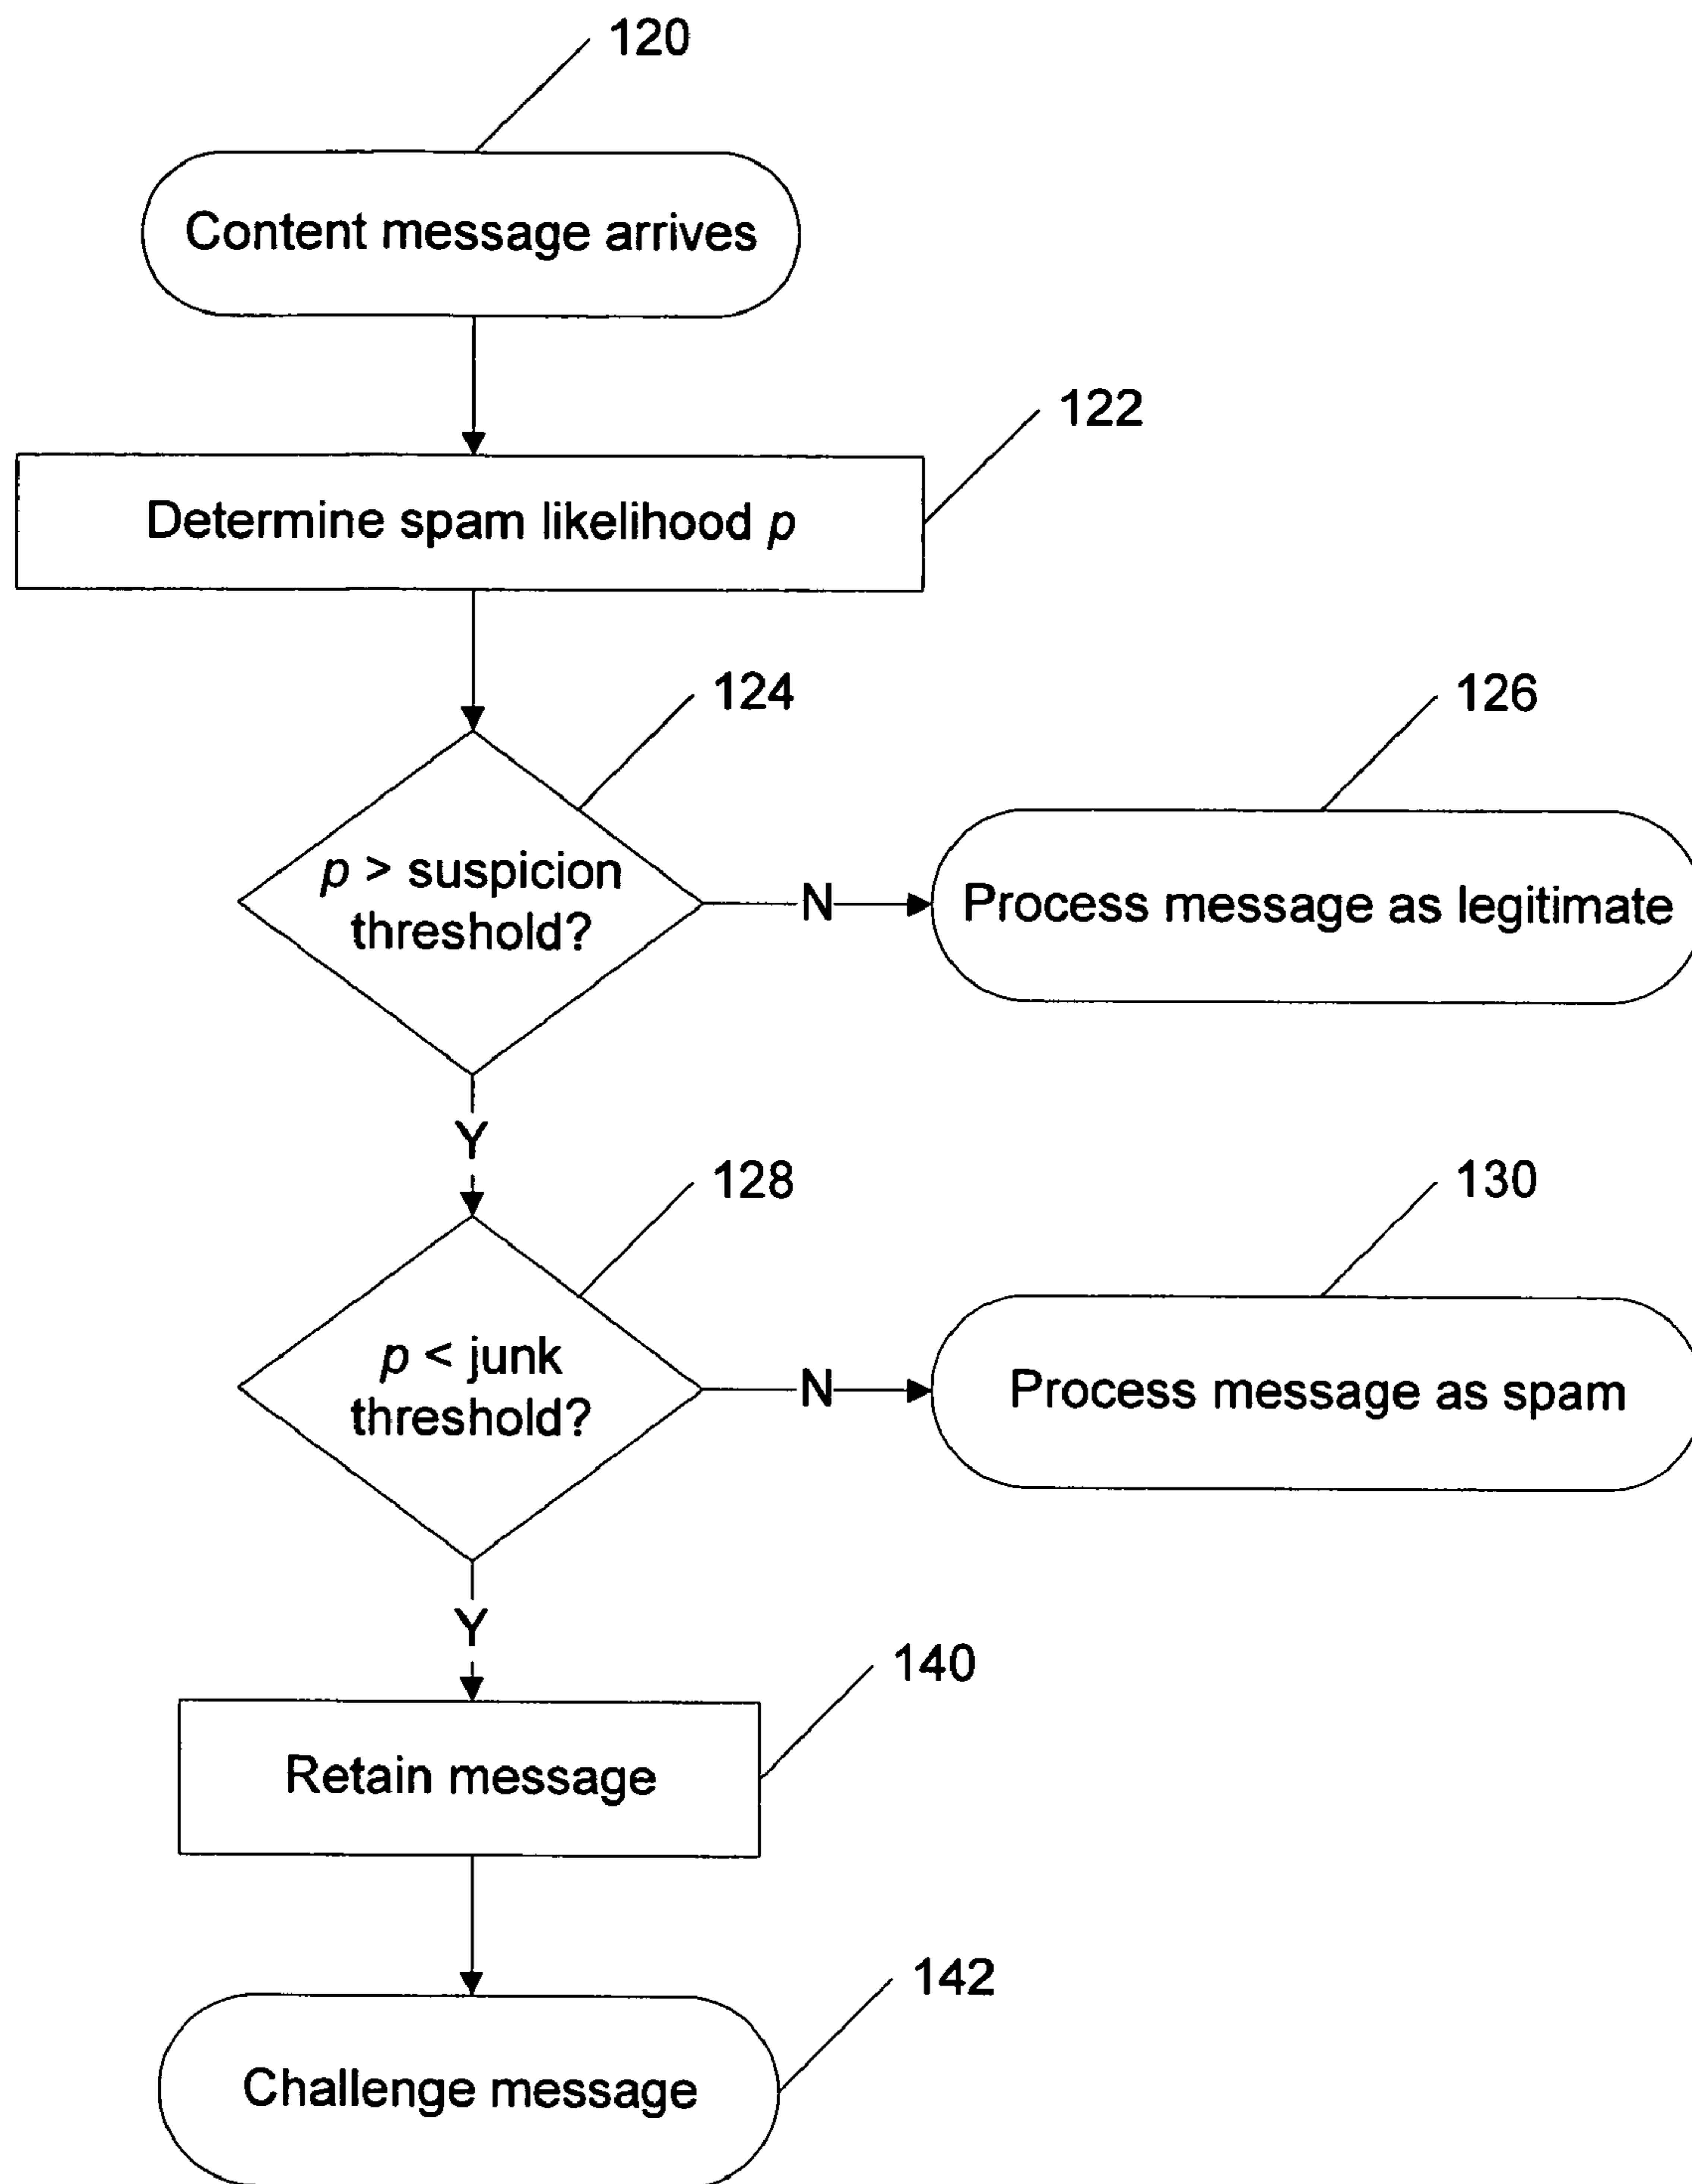 120
Content message arrives
122
Determine spam likelihood p
124
126
p > suspicion
threshold?
N
Process message as legitimate
Y
128
130
p < junk
threshold?
N
Process message as spam
Y
140
Retain message
142
Challenge message